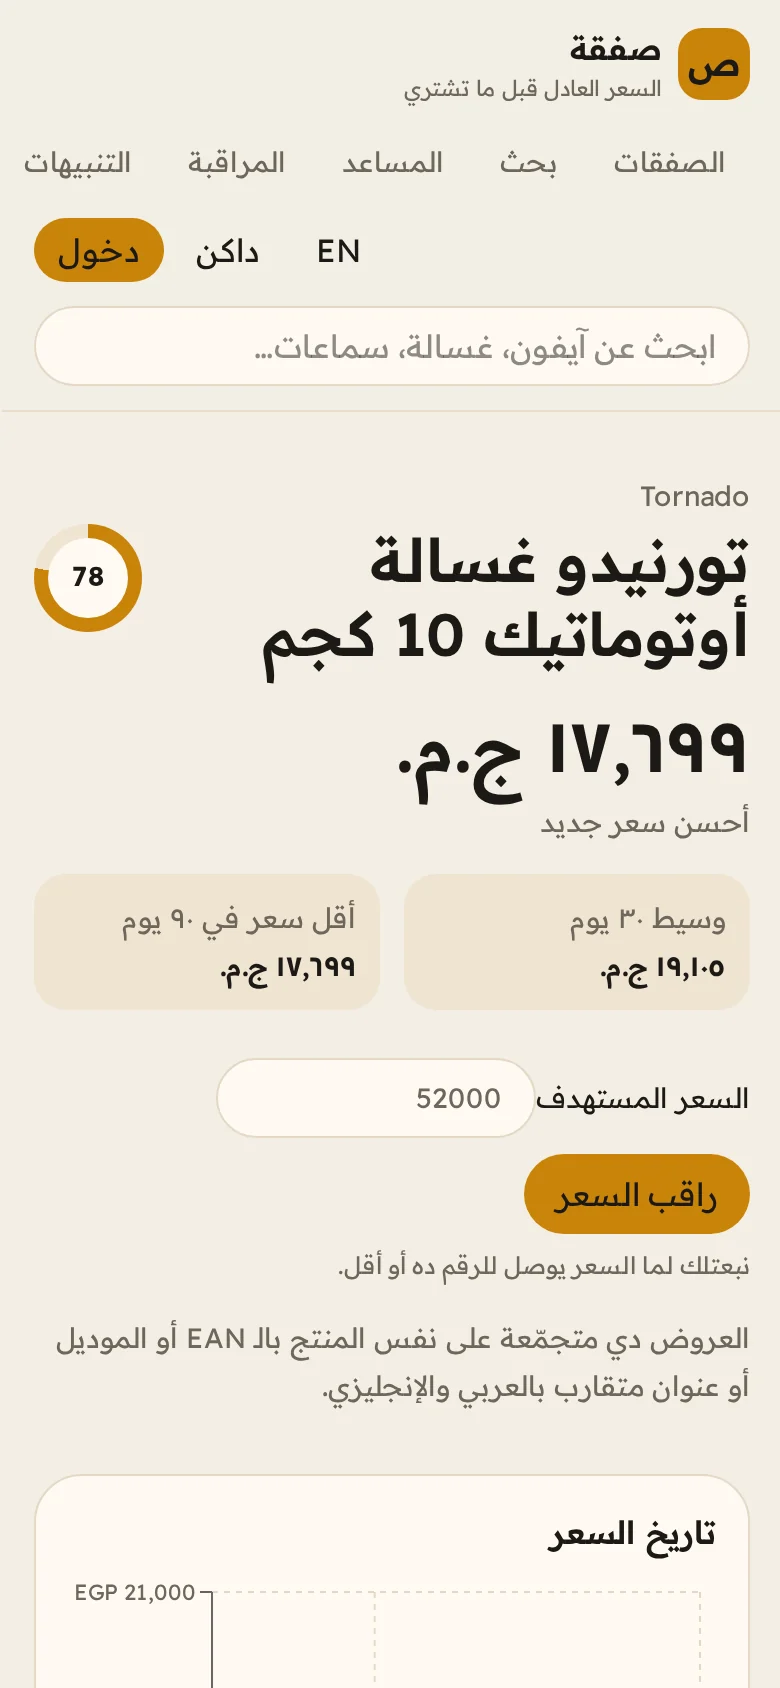 ص
صفقة
السعر العادل قبل ما تشتري
الصفقات بحث المساعد المراقبة التنبيهات
EN داكن دخول
ابحث عن آيفون، غسالة، سماعات...
Tornado
تورنيدو غسالة
أوتوماتيك 10 كجم
78
١٧,٦٩٩ ج.م.
أحسن سعر جديد
وسيط ٣٠ يوم
١٩,١٠٥ ج.م.
أقل سعر في ٩٠ يوم
١٧,٦٩٩ ج.م.
السعر المستهدف 52000
راقب السعر
نبعتلك لما السعر يوصل للرقم ده أو أقل.
العروض دي متجمّعة على نفس المنتج بالـ EAN أو الموديل
أو عنوان متقارب بالعربي والإنجليزي.
تاريخ السعر
EGP 21,000